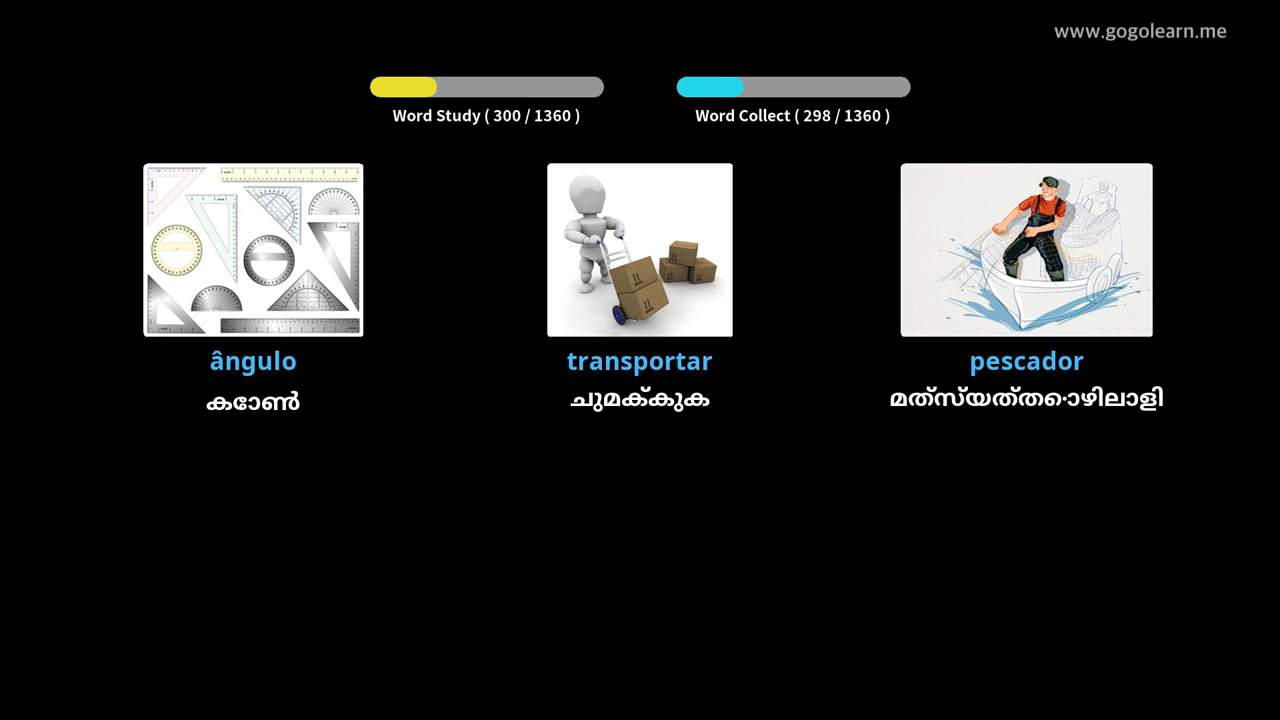 www.gogolearn.me
Word Study ( 300 / 1360 )
Word Collect ( 298 / 1360 )
ângulo
transportar
pescador
കോൺ
ചുമക്കുക
മത്സ്യത്തൊഴിലാളി